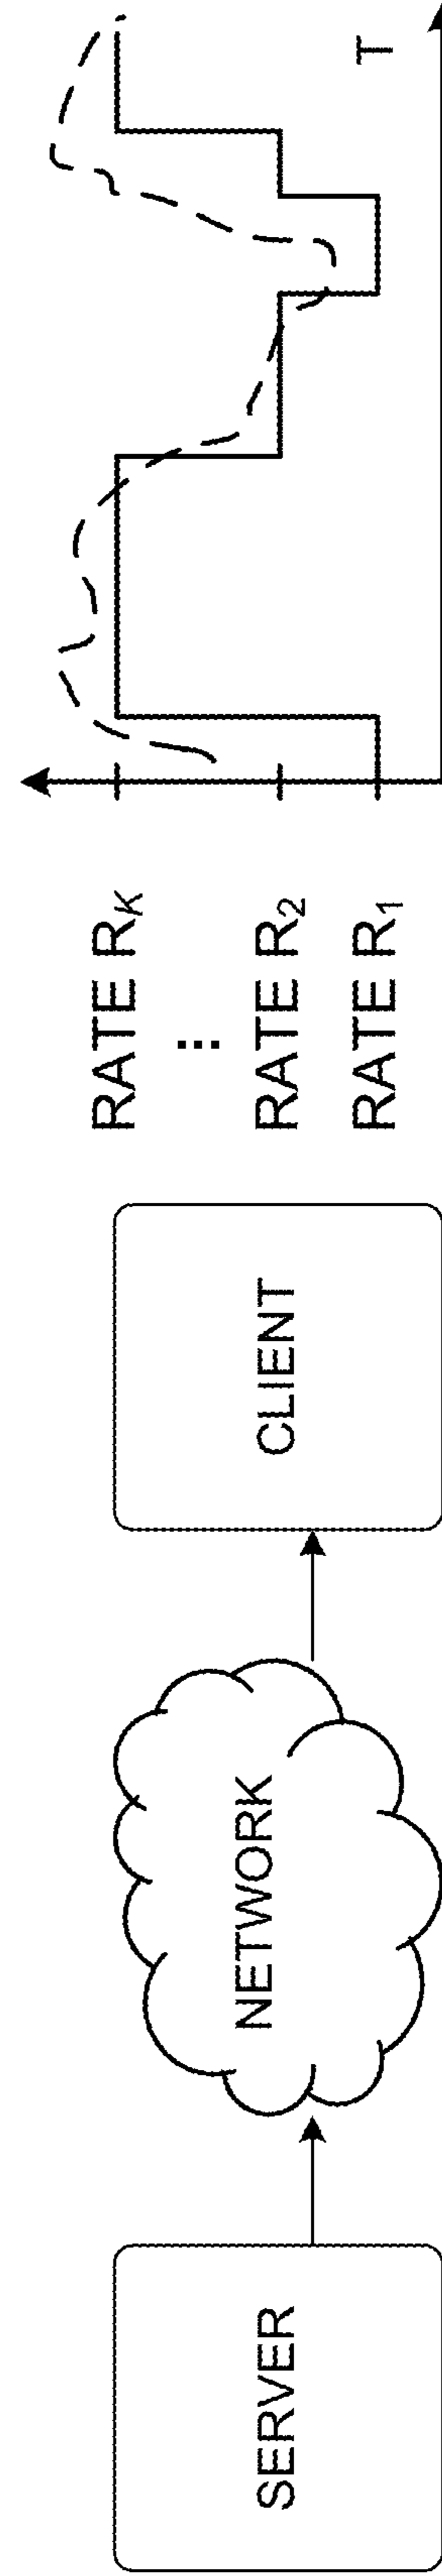 SERVER
NETWORK
CLIENT
RATE R_K
⋮
RATE R_2
RATE R_1
T